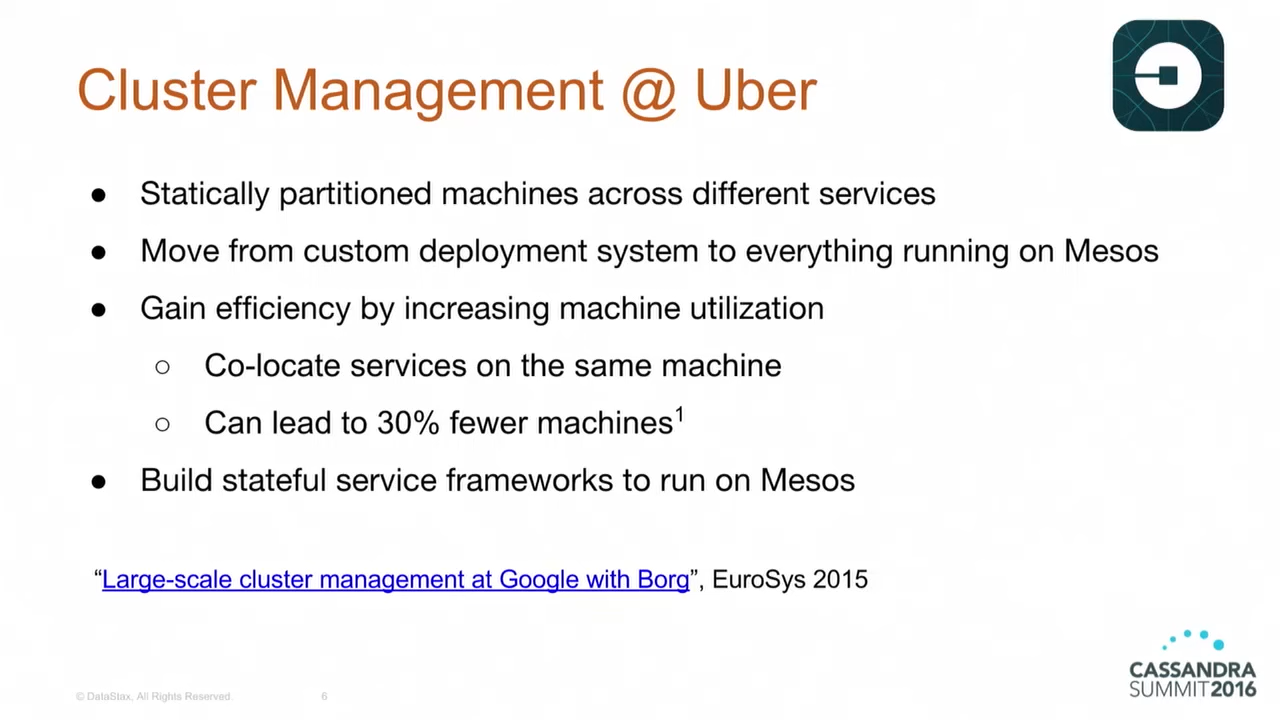 Cluster Management @ Uber
● Statically partitioned machines across different services
● Move from custom deployment system to everything running on Mesos
● Gain efficiency by increasing machine utilization
○ Co-locate services on the same machine
○ Can lead to 30% fewer machines¹
● Build stateful service frameworks to run on Mesos
“Large-scale cluster management at Google with Borg”, EuroSys 2015
© DataStax, All Rights Reserved.
6
CASSANDRA
SUMMIT2016